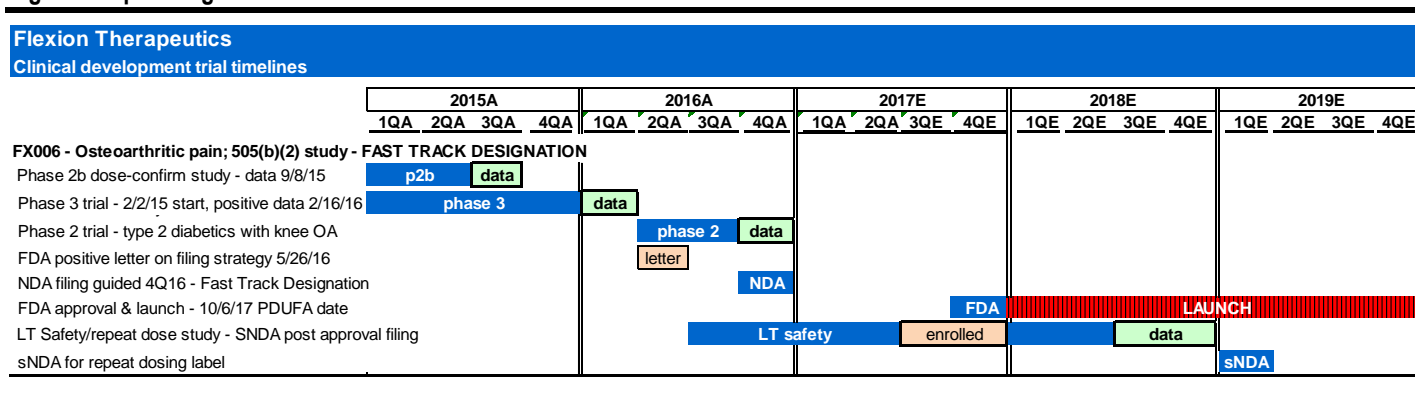 Flexion Therapeutics
Clinical development trial timelines
2015A 2016A 2017E 2018E 2019E
1QA 2QA 3QA 4QA 1QA 2QA 3QA 4QA 1QA 2QA 3QE 4QE 1QE 2QE 3QE 4QE 1QE 2QE 3QE 4QE
FX006 - Osteoarthritic pain; 505(b)(2) study - FAST TRACK DESIGNATION
Phase 2b dose-confirm study - data 9/8/15 p2b data
Phase 3 trial - 2/2/15 start, positive data 2/16/16 phase 3 data
Phase 2 trial - type 2 diabetics with knee OA phase 2 data
FDA positive letter on filing strategy 5/26/16 letter
NDA filing guided 4Q16 - Fast Track Designation NDA
FDA approval & launch - 10/6/17 PDUFA date FDA LAUNCH
LT Safety/repeat dose study - SNDA post approval filing LT safety enrolled data
sNDA for repeat dosing label sNDA